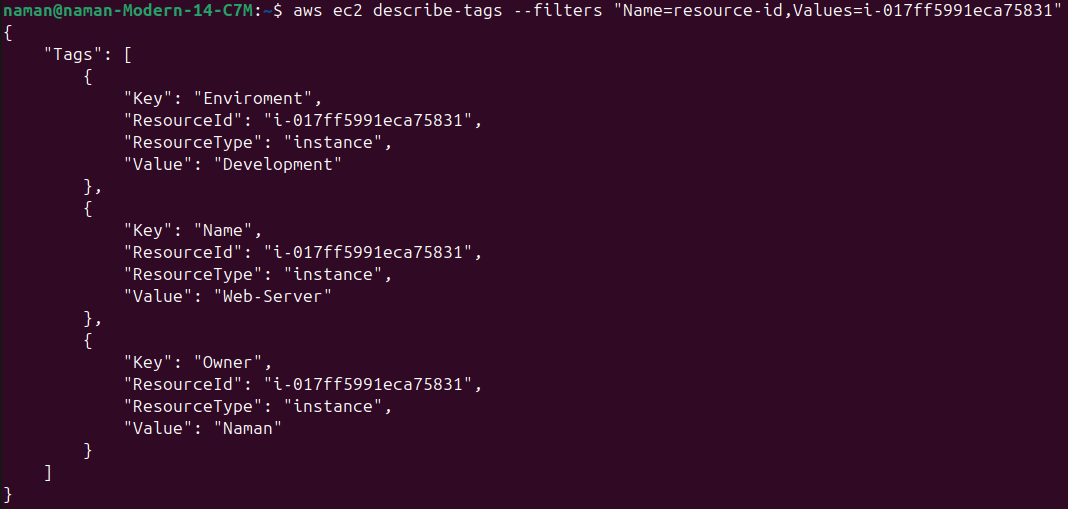 naman@naman-Modern-14-C7M:~$ aws ec2 describe-tags --filters "Name=resource-id,Values=i-017ff5991eca75831"
{
    "Tags": [
        {
            "Key": "Enviroment",
            "ResourceId": "i-017ff5991eca75831",
            "ResourceType": "instance",
            "Value": "Development"
        },
        {
            "Key": "Name",
            "ResourceId": "i-017ff5991eca75831",
            "ResourceType": "instance",
            "Value": "Web-Server"
        },
        {
            "Key": "Owner",
            "ResourceId": "i-017ff5991eca75831",
            "ResourceType": "instance",
            "Value": "Naman"
        }
    ]
}